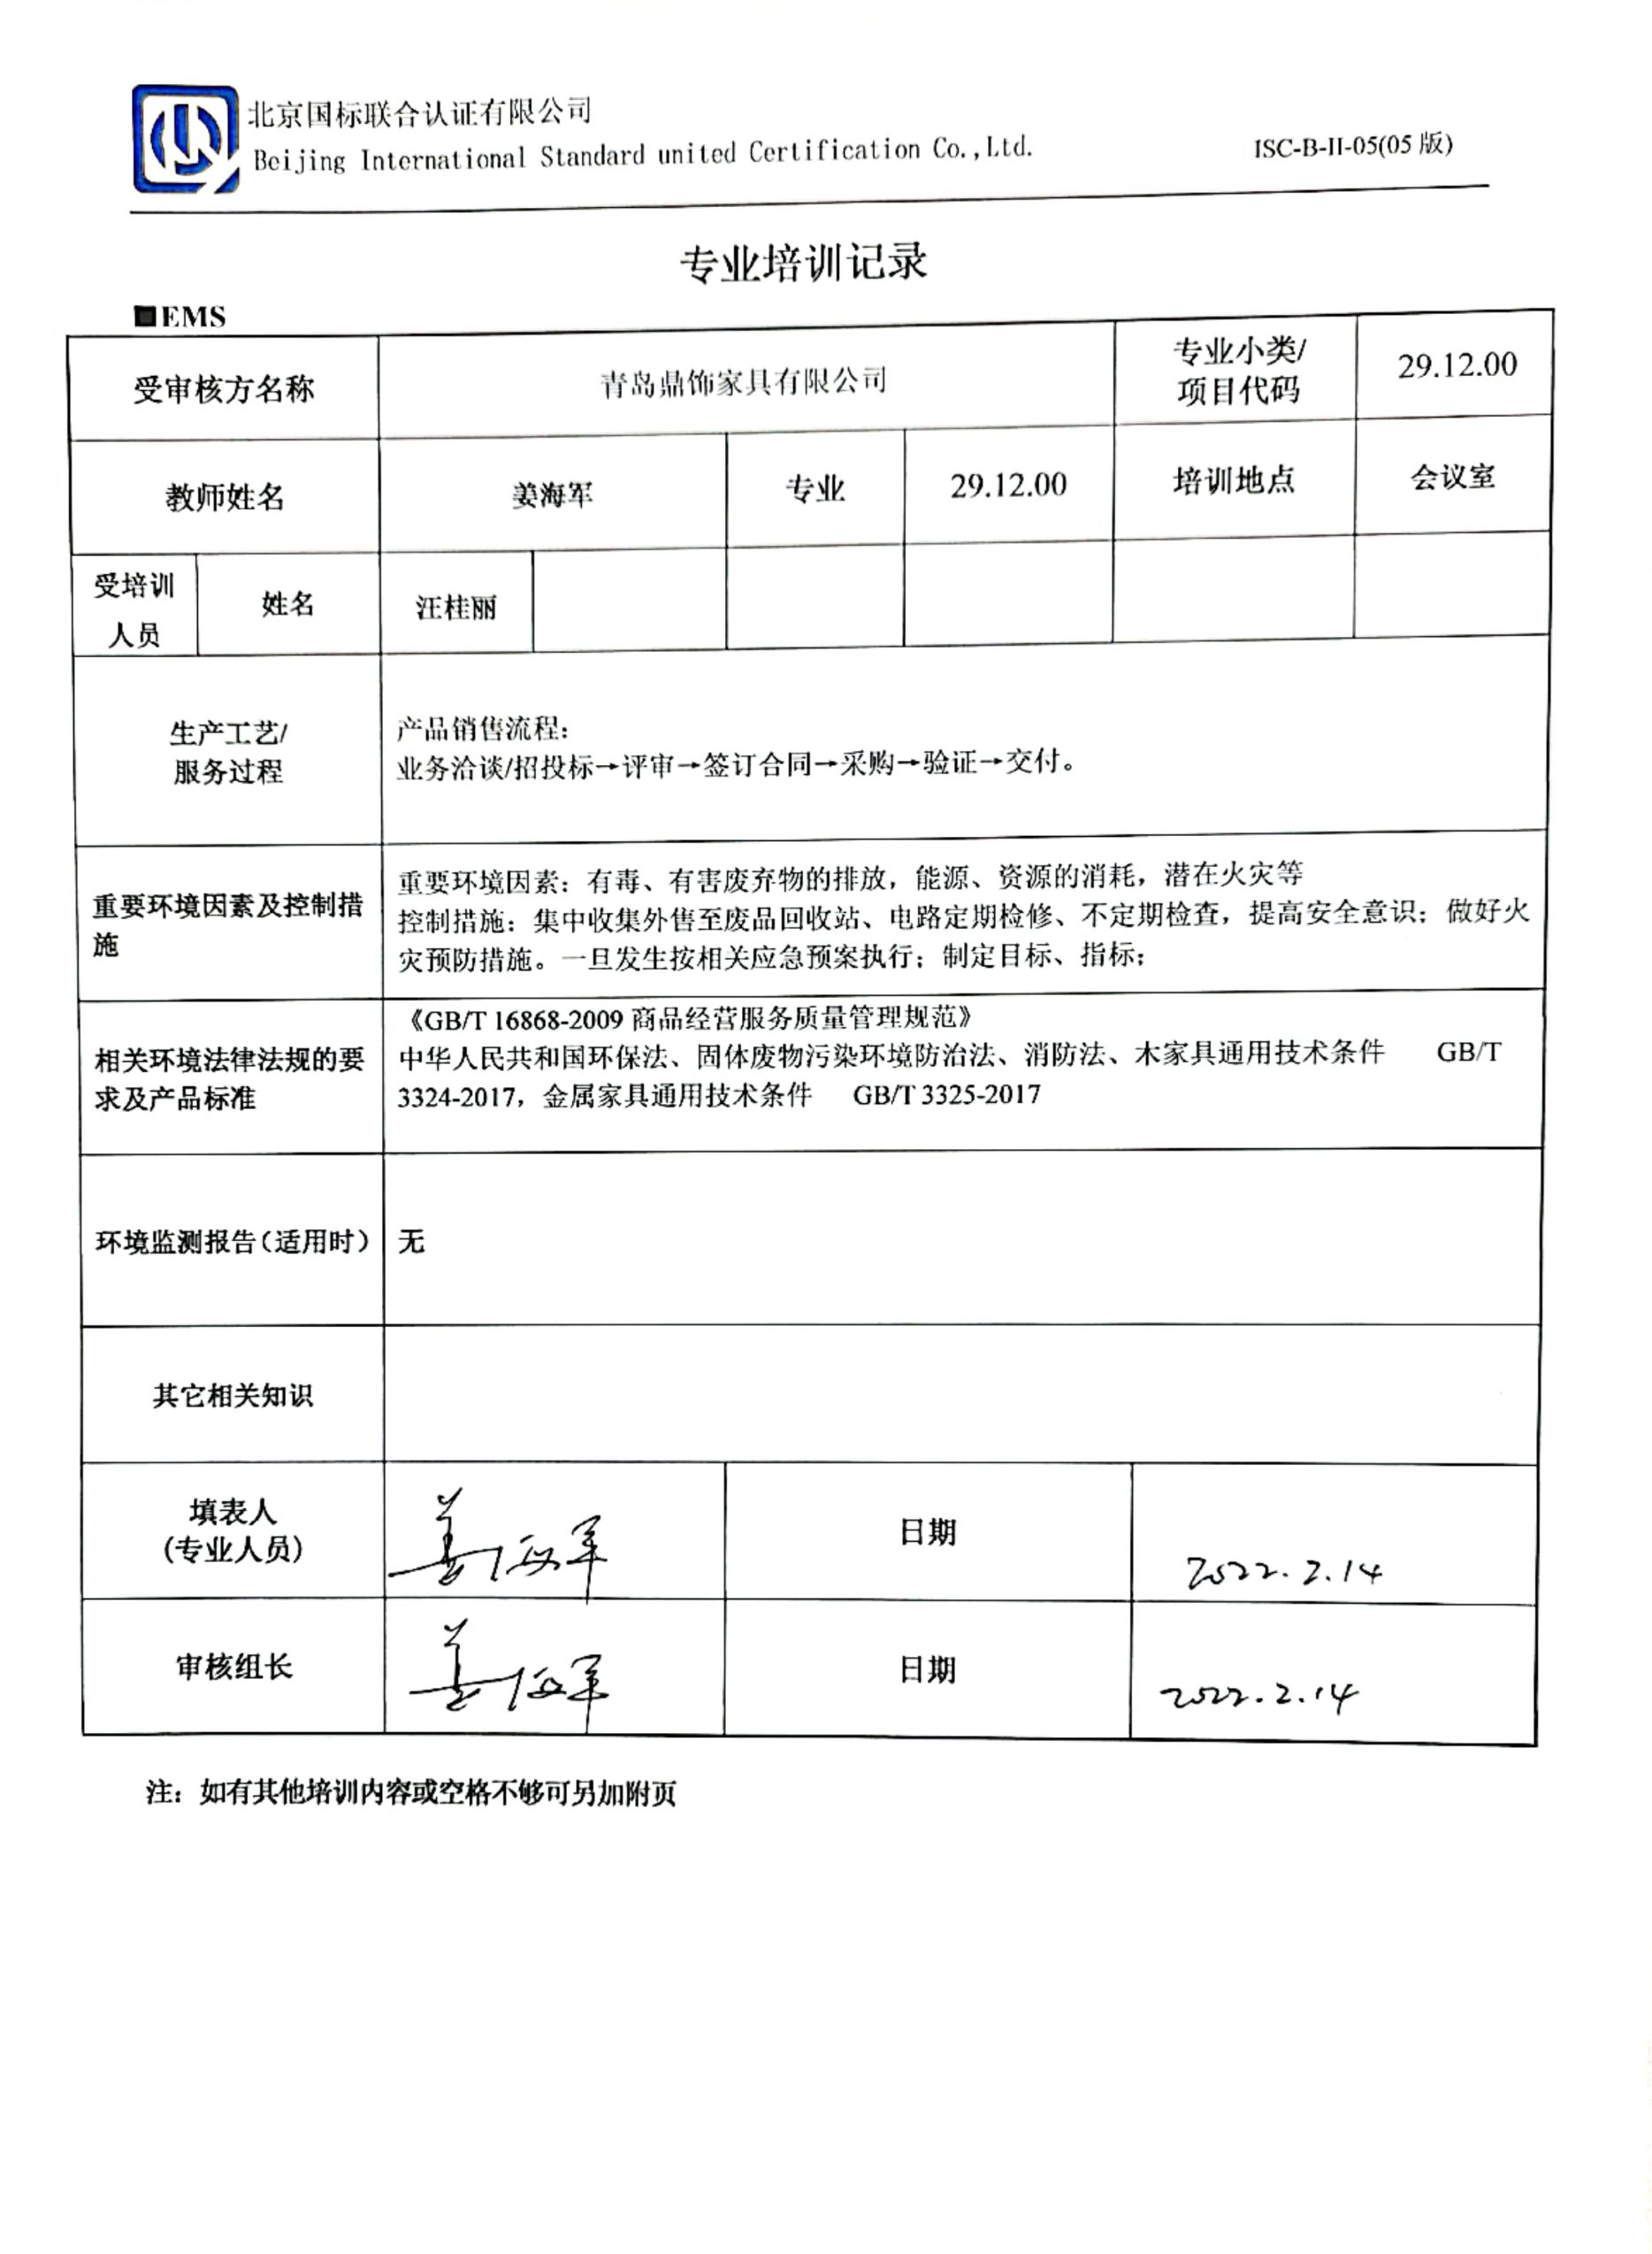 北京国标联合认证有限公司
Beijing International Standard united Certification Co.,Ltd.
ISC-B-II-05(05 版)
专业培训记录
■EMS
受审核方名称
青岛鼎饰家具有限公司
专业小类/
项目代码
29.12.00
教师姓名
姜海军
专业
29.12.00
培训地点
会议室
受培训
人员
姓名
汪桂丽
生产工艺/
服务过程
产品销售流程：
业务洽谈/招投标→评审→签订合同→采购→验证→交付。
重要环境因素及控制措
施
重要环境因素：有毒、有害废弃物的排放，能源、资源的消耗，潜在火灾等
控制措施：集中收集外售至废品回收站、电路定期检修、不定期检查，提高安全意识；做好火
灾预防措施。一旦发生按相关应急预案执行；制定目标、指标；
相关环境法律法规的要
求及产品标准
《GB/T 16868-2009 商品经营服务质量管理规范》
中华人民共和国环保法、固体废物污染环境防治法、消防法、木家具通用技术条件 GB/T
3324-2017，金属家具通用技术条件 GB/T 3325-2017
环境监测报告（适用时）
无
其它相关知识
填表人
(专业人员)
姜海军
日期
2022.2.14
审核组长
姜海军
日期
2022.2.14
注：如有其他培训内容或空格不够可另加附页